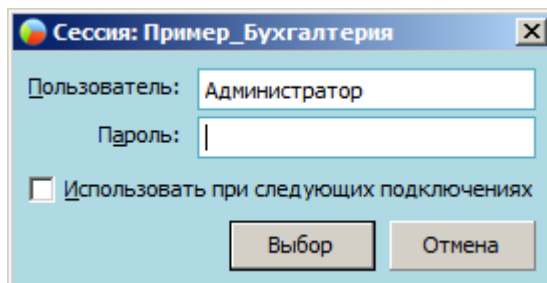 Сессия: Пример_Бухгалтерия
Пользователь: Администратор
Пароль:
Использовать при следующих подключениях
Выбор Отмена